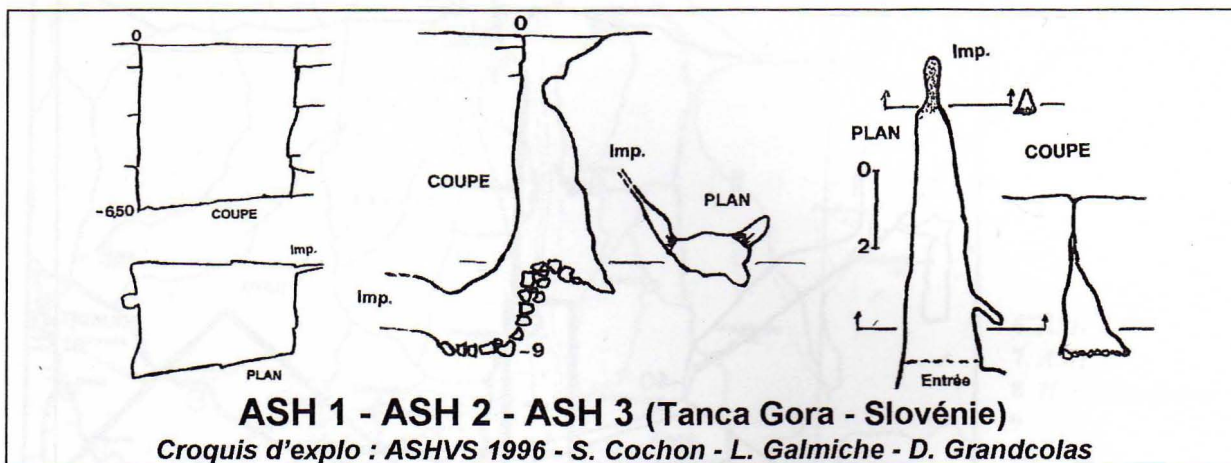 0
-6,50
COUPE
Imp.
PLAN
0
COUPE
Imp.
-9
Imp.
PLAN
Imp.
PLAN
COUPE
0
2
Entrée
ASH 1 - ASH 2 - ASH 3 (Tanca Gora - Slovénie)
Croquis d'explo : ASHVS 1996 - S. Cochon - L. Galmiche - D. Grandcolas